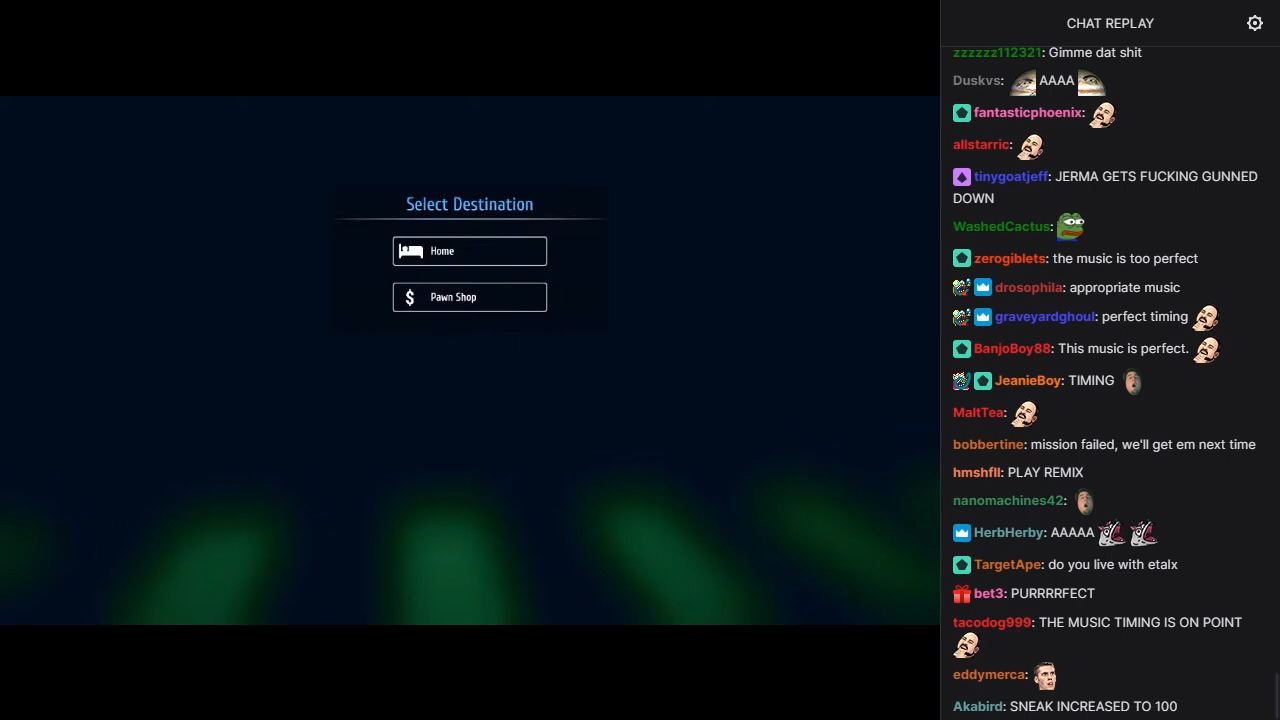 Select Destination
Home
$ Pawn Shop
CHAT REPLAY
zzzzzz112321: Gimme dat shit
Duskvs: AAAA
fantasticphoenix:
allstarric:
tinygoatjeff: JERMA GETS FUCKING GUNNED
DOWN
WashedCactus:
zerogiblets: the music is too perfect
drosophila: appropriate music
graveyardghoul: perfect timing
BanjoBoy88: This music is perfect.
JeanieBoy: TIMING
MaltTea:
bobbertine: mission failed, we'll get em next time
hmshfll: PLAY REMIX
nanomachines42:
HerbHerby: AAAAA
TargetApe: do you live with etalx
bet3: PURRRRFECT
tacodog999: THE MUSIC TIMING IS ON POINT
eddymerca:
Akabird: SNEAK INCREASED TO 100